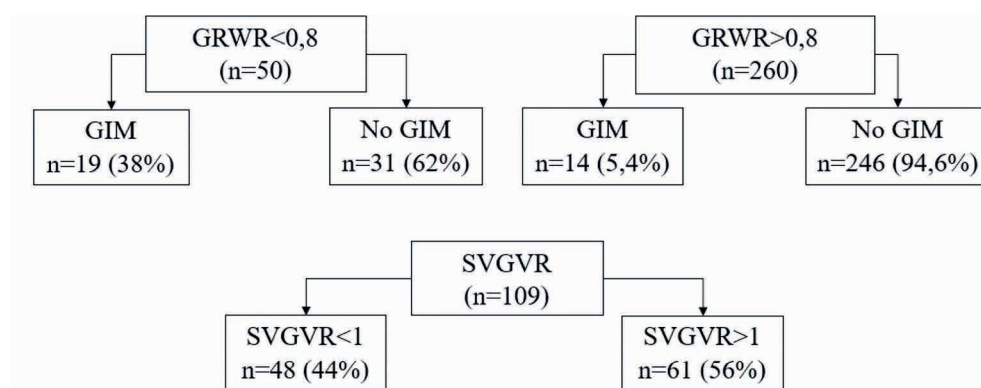 GRWR<0,8
(n=50)
GRWR>0,8
(n=260)
GIM
n=19 (38%)
No GIM
n=31 (62%)
GIM
n=14 (5,4%)
No GIM
n=246 (94,6%)
SVGVR
(n=109)
SVGVR<1
n=48 (44%)
SVGVR>1
n=61 (56%)